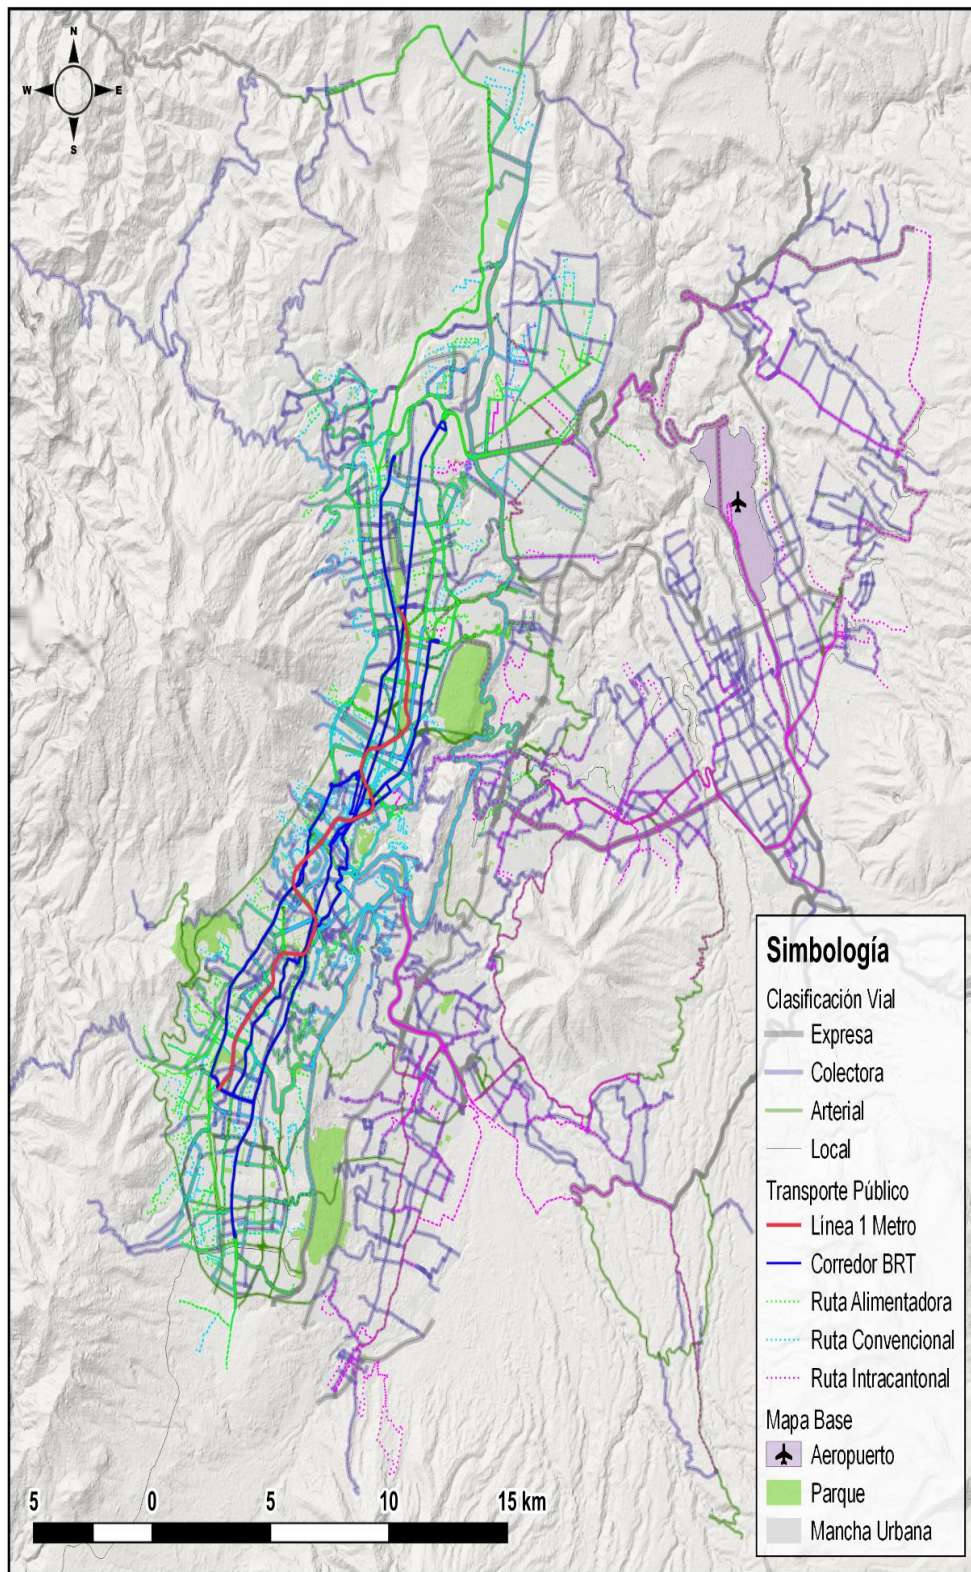 N
W E
S
Simbología
Clasificación Vial
Expresa
Colectora
Arterial
Local
Transporte Público
Línea 1 Metro
Corredor BRT
Ruta Alimentadora
Ruta Convencional
Ruta Intracantonal
Mapa Base
Aeropuerto
Parque
Mancha Urbana
5 0 5 10 15 km